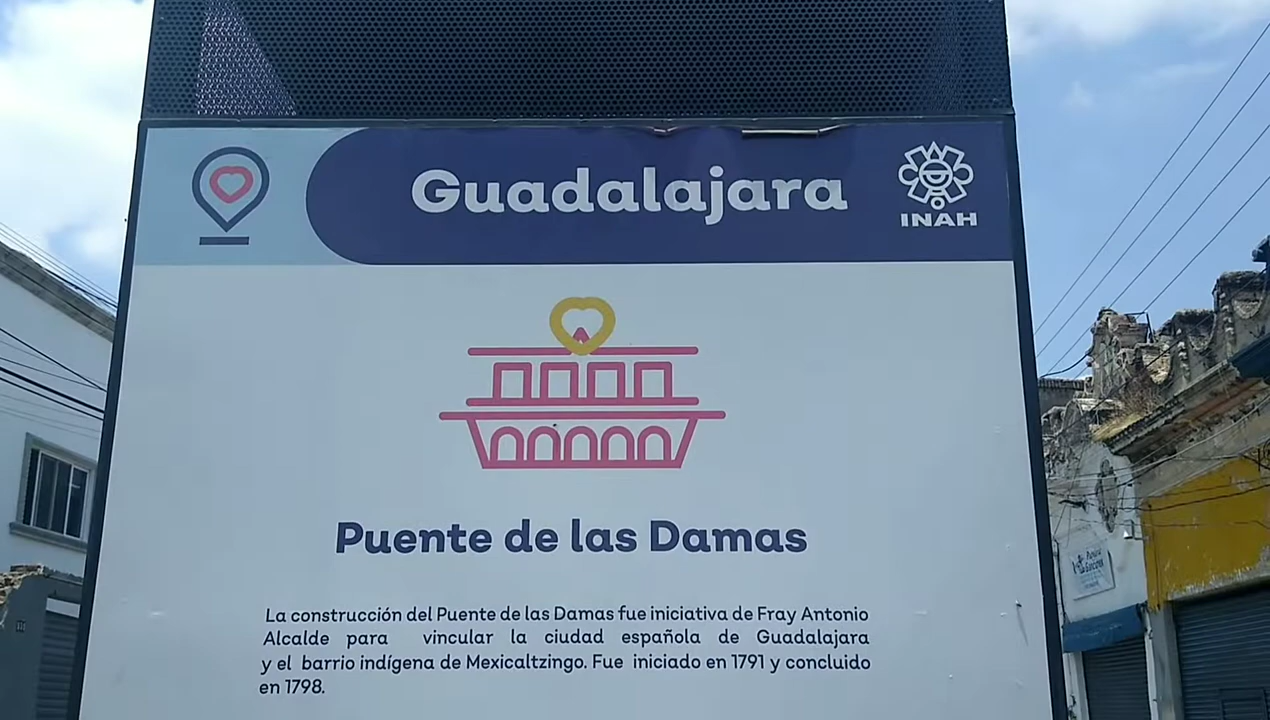 Guadalajara
INAH
Puente de las Damas
La construcción del Puente de las Damas fue iniciativa de Fray Antonio
Alcalde para vincular la ciudad española de Guadalajara
y el barrio indígena de Mexicaltzingo. Fue iniciado en 1791 y concluido
en 1798.